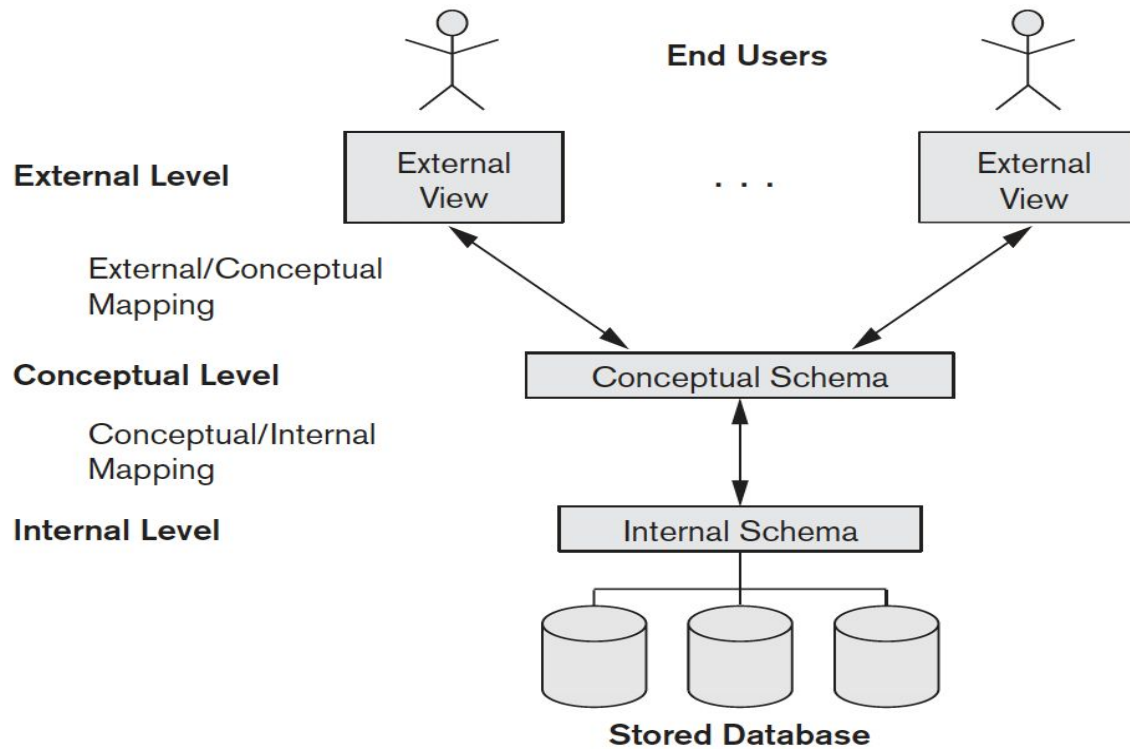 End Users
External Level
External
View
. . .
External
View
External/Conceptual
Mapping
Conceptual Level
Conceptual Schema
Conceptual/Internal
Mapping
Internal Level
Internal Schema
Stored Database